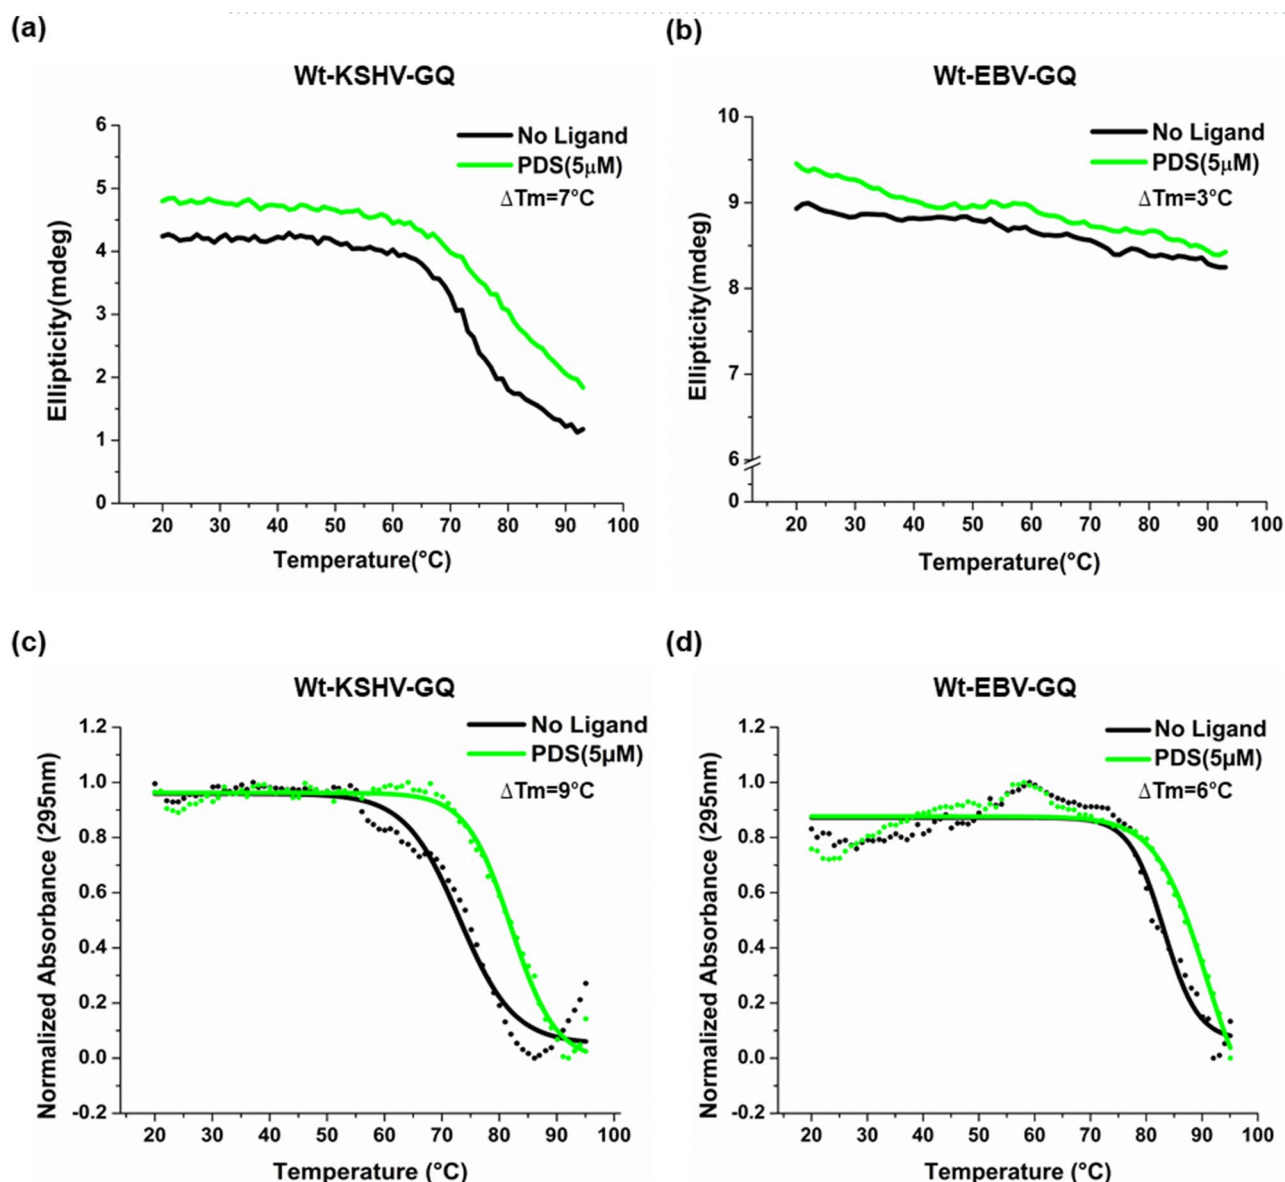 (a)
Wt-KSHV-GQ
No Ligand
PDS(5μM)
ΔTm=7°C
6
5
4
3
2
1
0
Ellipticity(mdeg)
20 30 40 50 60 70 80 90 100
Temperature(°C)
(b)
Wt-EBV-GQ
No Ligand
PDS(5μM)
ΔTm=3°C
10
9
8
7
6
0
Ellipticity(mdeg)
20 30 40 50 60 70 80 90 100
Temperature(°C)
(c)
Wt-KSHV-GQ
No Ligand
PDS(5μM)
ΔTm=9°C
1.2
1.0
0.8
0.6
0.4
0.2
0.0
-0.2
Normalized Absorbance (295nm)
20 30 40 50 60 70 80 90 100
Temperature (°C)
(d)
Wt-EBV-GQ
No Ligand
PDS(5μM)
ΔTm=6°C
1.2
1.0
0.8
0.6
0.4
0.2
0.0
-0.2
Normalized Absorbance (295nm)
20 30 40 50 60 70 80 90 100
Temperature (°C)